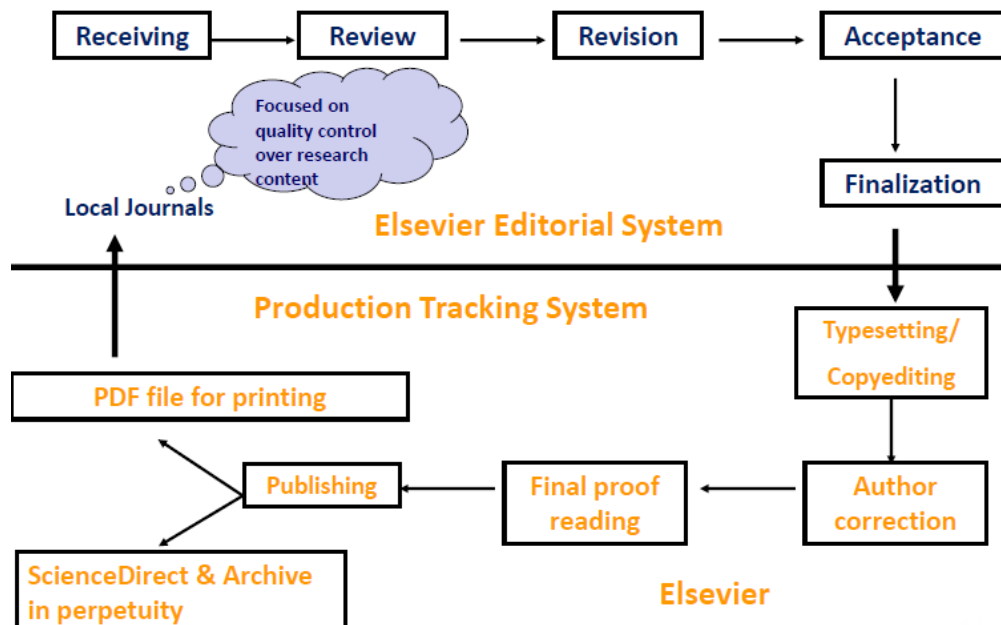 Receiving
Review
Revision
Acceptance
Focused on
quality control
over research
content
Local Journals
Finalization
Elsevier Editorial System
Production Tracking System
Typesetting/
Copyediting
PDF file for printing
Publishing
Final proof
reading
Author
correction
ScienceDirect & Archive
in perpetuity
Elsevier